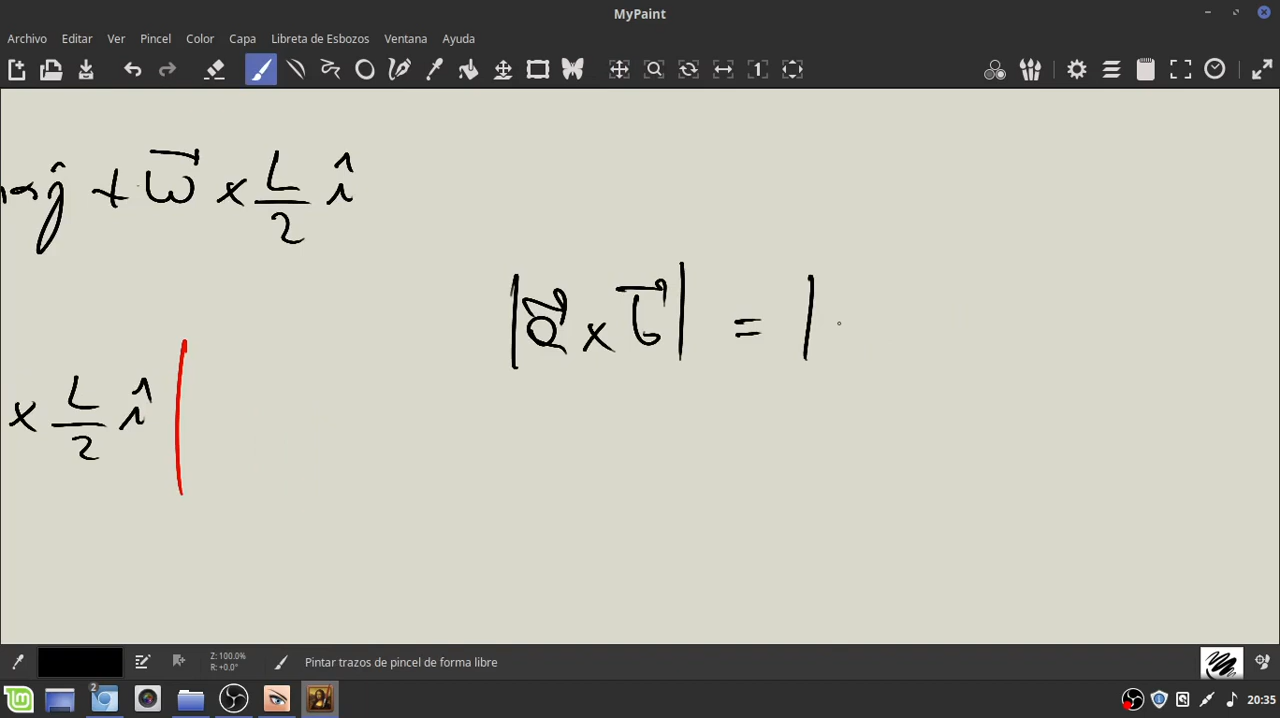 MyPaint
Archivo Editar Ver Pincel Color Capa Libreta de Esbozos Ventana Ayuda
ĵ + ω⃗ × L/2 î
|a⃗ × b⃗| = |
× L/2 î
Z: 100.0%
R: +0.0°
Pintar trazos de pincel de forma libre
2
20:35